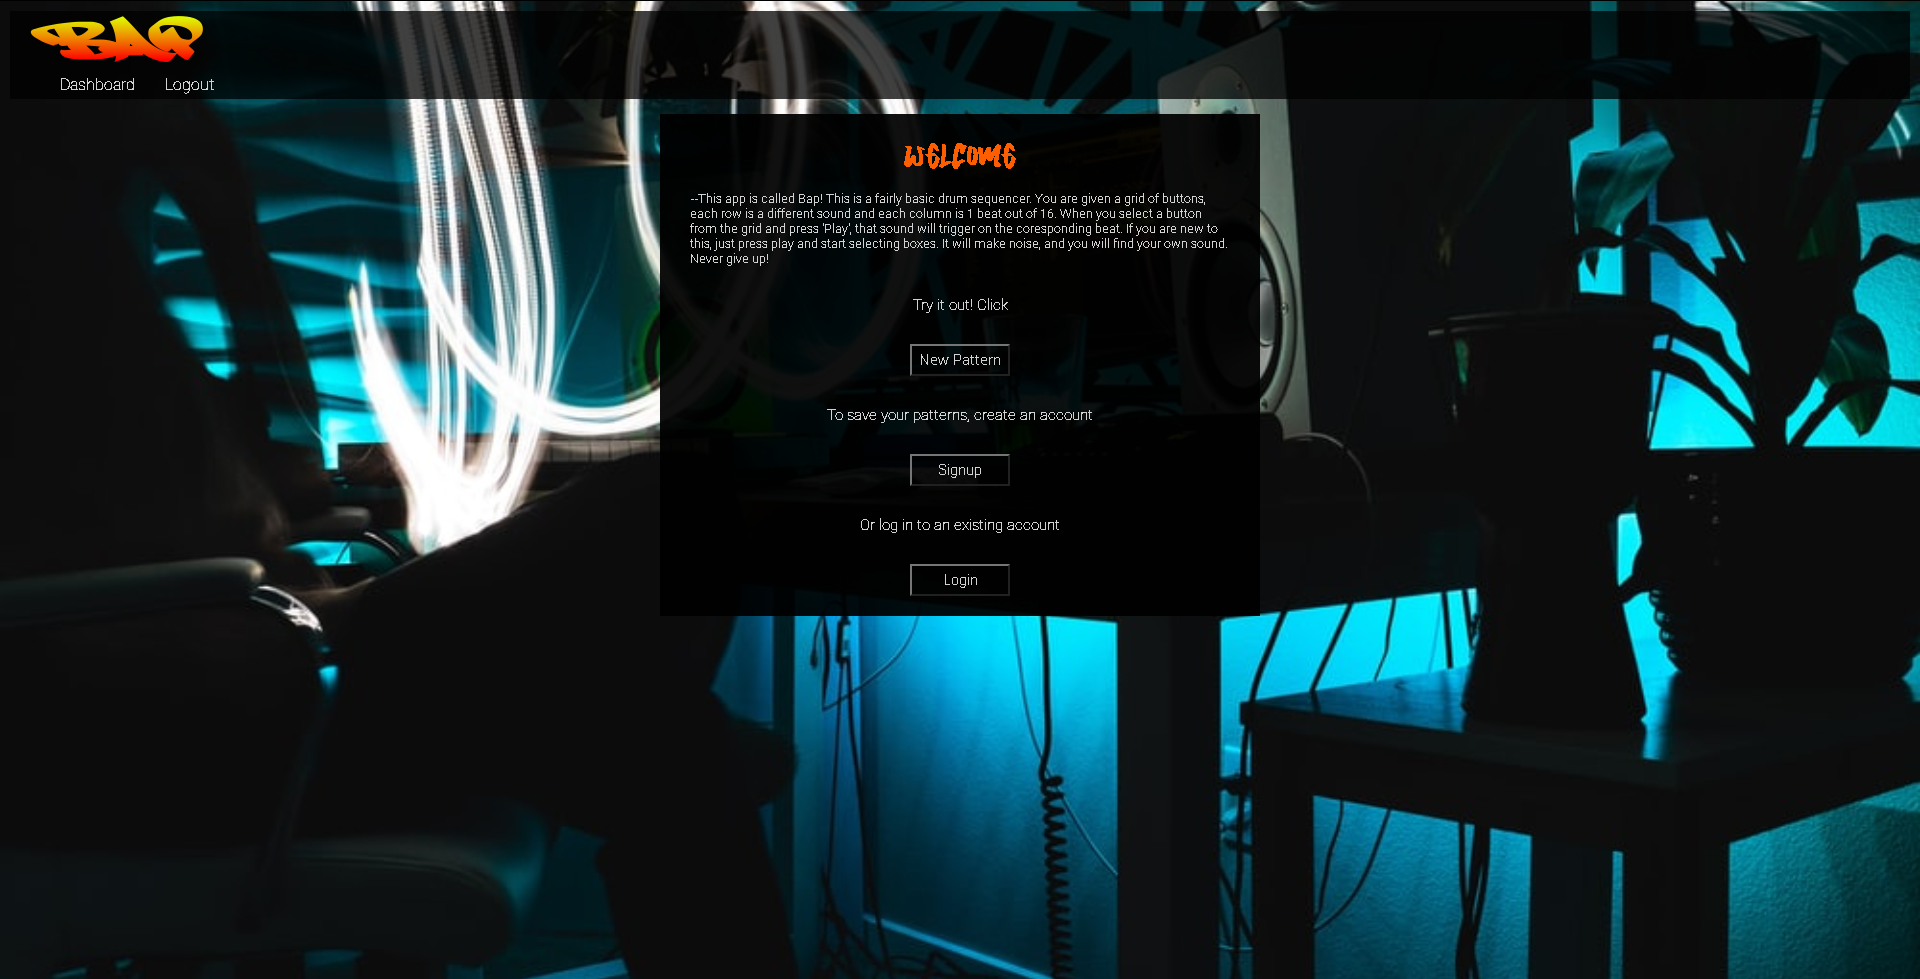 BAP
Dashboard Logout
WELCOME
--This app is called Bap! This is a fairly basic drum sequencer. You are given a grid of buttons,
each row is a different sound and each column is 1 beat out of 16. When you select a button
from the grid and press 'Play', that sound will trigger on the coresponding beat. If you are new to
this, just press play and start selecting boxes. It will make noise, and you will find your own sound.
Never give up!
Try it out! Click
New Pattern
To save your patterns, create an account
Signup
Or log in to an existing account
Login